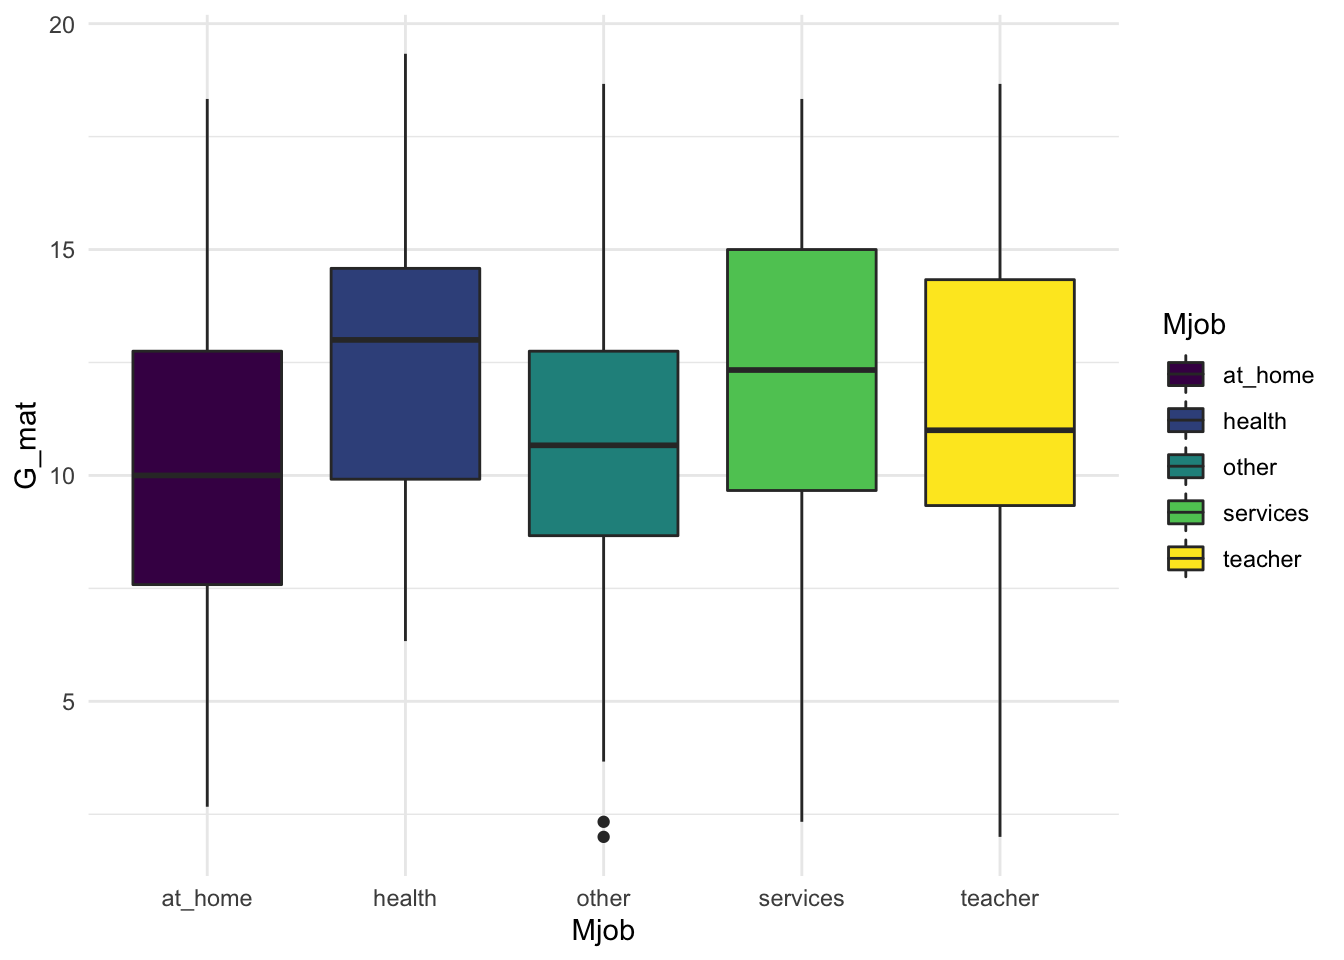 20
15
10
5
G_mat
at_home health other services teacher
Mjob
Mjob
at_home
health
other
services
teacher